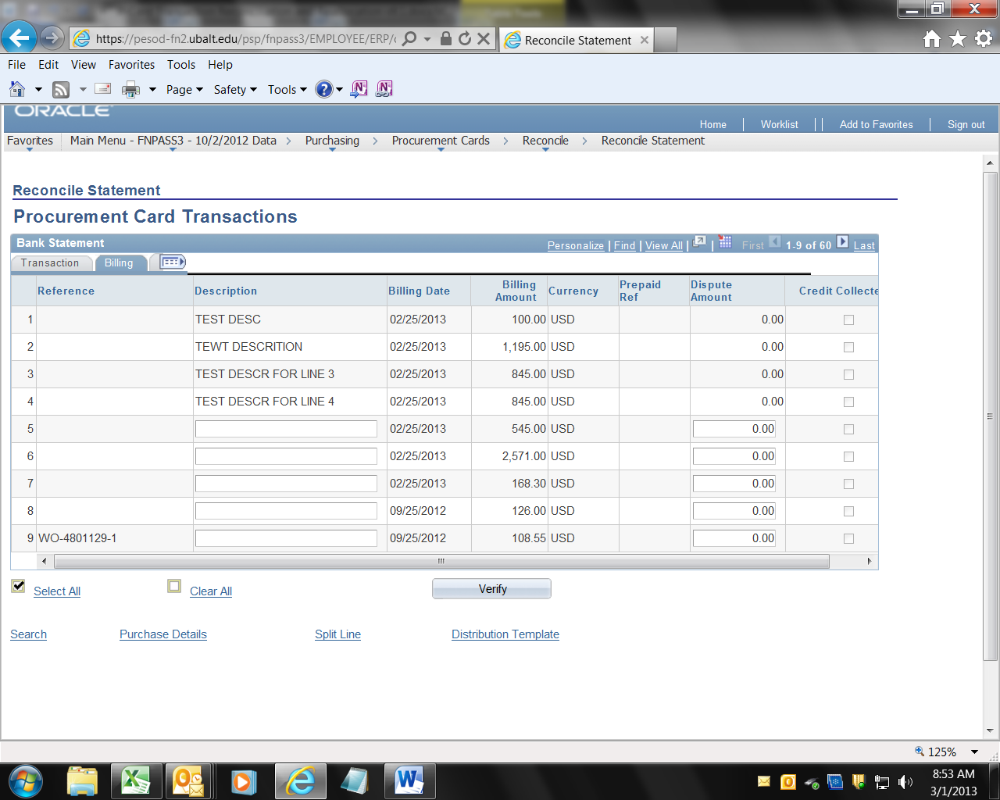 https://pesod-fn2.ubalt.edu/psp/fnpass3/EMPLOYEE/ERP/
Reconcile Statement
File Edit View Favorites Tools Help
Page Safety Tools
ORACLE
Home Worklist Add to Favorites Sign out
Favorites Main Menu - FNPASS3 - 10/2/2012 Data > Purchasing > Procurement Cards > Reconcile > Reconcile Statement
Reconcile Statement
Procurement Card Transactions
Bank Statement Personalize | Find | View All | | First 1-9 of 60 Last
Transaction Billing
Reference Description Billing Date Billing Amount Currency Prepaid Ref Dispute Amount Credit Collecte
1 TEST DESC 02/25/2013 100.00 USD 0.00
2 TEWT DESCRITION 02/25/2013 1,195.00 USD 0.00
3 TEST DESCR FOR LINE 3 02/25/2013 845.00 USD 0.00
4 TEST DESCR FOR LINE 4 02/25/2013 845.00 USD 0.00
5 02/25/2013 545.00 USD 0.00
6 02/25/2013 2,571.00 USD 0.00
7 02/25/2013 168.30 USD 0.00
8 09/25/2012 126.00 USD 0.00
9 WO-4801129-1 09/25/2012 108.55 USD 0.00
Select All Clear All Verify
Search Purchase Details Split Line Distribution Template
125%
8:53 AM
3/1/2013